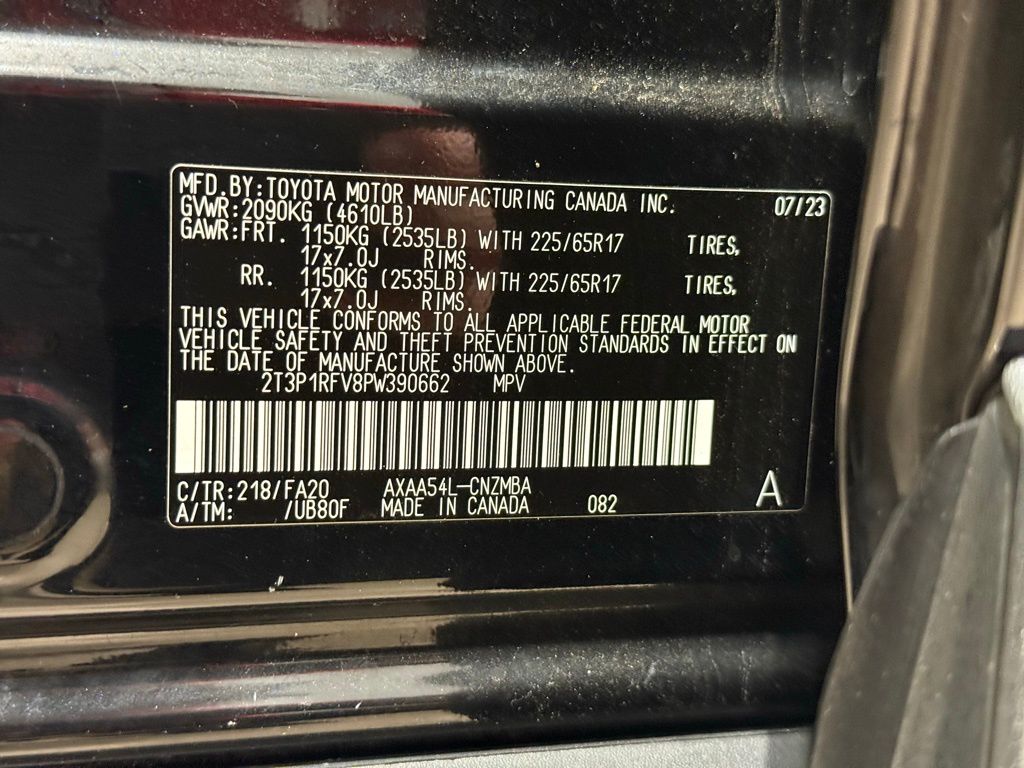 MFD.BY:TOYOTA MOTOR MANUFACTURING CANADA INC. 07/23
GVWR:2090KG (4610LB)
GAWR:FRT. 1150KG (2535LB) WITH 225/65R17 TIRES,
17x7.0J RIMS.
RR. 1150KG (2535LB) WITH 225/65R17 TIRES,
17x7.0J RIMS.
THIS VEHICLE CONFORMS TO ALL APPLICABLE FEDERAL MOTOR
VEHICLE SAFETY AND THEFT PREVENTION STANDARDS IN EFFECT ON
THE DATE OF MANUFACTURE SHOWN ABOVE.
2T3P1RFV8PW390662 MPV
C/TR:218/FA20 AXAA54L-CNZMBA
A/TM: /UB80F MADE IN CANADA 082 A